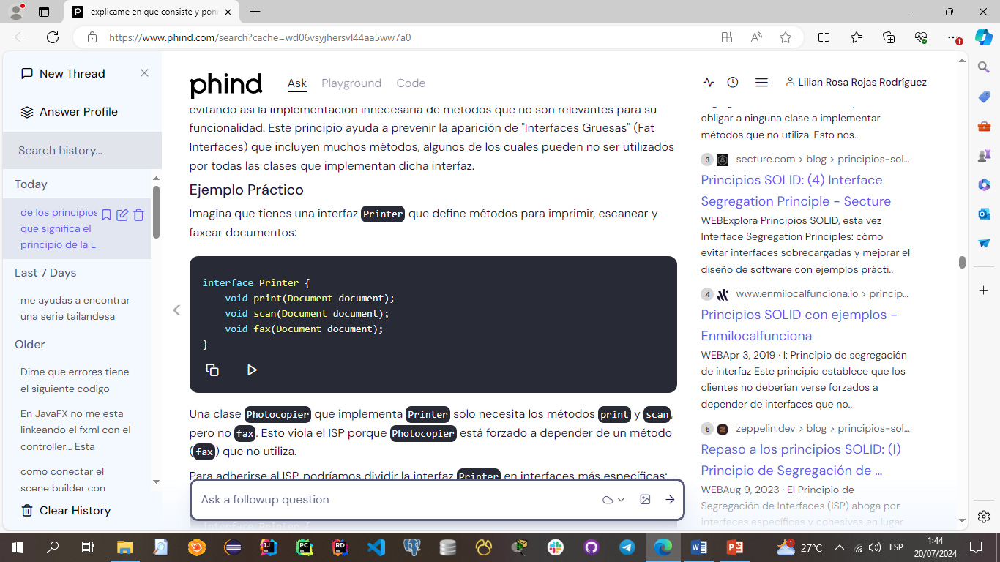 explicame en que consiste y pon
https://www.phind.com/search?cache=wd06vsyjhersvl44aa5ww7a0
New Thread
Answer Profile
Search history...
Today
de los principios
que significa el
principio de la L
Last 7 Days
me ayudas a encontrar
una serie tailandesa
Older
Dime que errores tiene
el siguiente codigo
En JavaFX no me esta
linkeando el fxml con el
controller... Esta
como conectar el
scene builder con
Clear History
phind
Ask Playground Code
Lilian Rosa Rojas Rodríguez
evitando así la implementación innecesaria de métodos que no son relevantes para su
funcionalidad. Este principio ayuda a prevenir la aparición de "Interfaces Gruesas" (Fat
Interfaces) que incluyen muchos métodos, algunos de los cuales pueden no ser utilizados
por todas las clases que implementan dicha interfaz.
Ejemplo Práctico
Imagina que tienes una interfaz Printer que define métodos para imprimir, escanear y
faxear documentos:
interface Printer {
void print(Document document);
void scan(Document document);
void fax(Document document);
}
Una clase Photocopier que implementa Printer solo necesita los métodos print y scan,
pero no fax. Esto viola el ISP porque Photocopier está forzado a depender de un método
(fax) que no utiliza.
Para adherirse al ISP, podríamos dividir la interfaz Printer en interfaces más específicas:
Ask a followup question
interface Printer {
obligar a ninguna clase a implementar
métodos que no utiliza. Esto nos..
3 secture.com > blog > principios-sol...
Principios SOLID: (4) Interface
Segregation Principle - Secture
WEBExplora Principios SOLID, esta vez
Interface Segregation Principles: cómo
evitar interfaces sobrecargadas y mejorar el
diseño de software con ejemplos prácti..
4 www.enmilocalfunciona.io > princip...
Principios SOLID con ejemplos -
Enmilocalfunciona
WEBApr 3, 2019 · I: Principio de segregación
de interfaz Este principio establece que los
clientes no deberían verse forzados a
depender de interfaces que no..
5 zeppelin.dev > blog > principios-sol...
Repaso a los principios SOLID: (I)
Principio de Segregación de ...
WEBAug 9, 2023 · El Principio de
Segregación de Interfaces (ISP) aboga por
interfaces específicas y cohesivas en lugar
27°C
ESP
1:44
20/07/2024